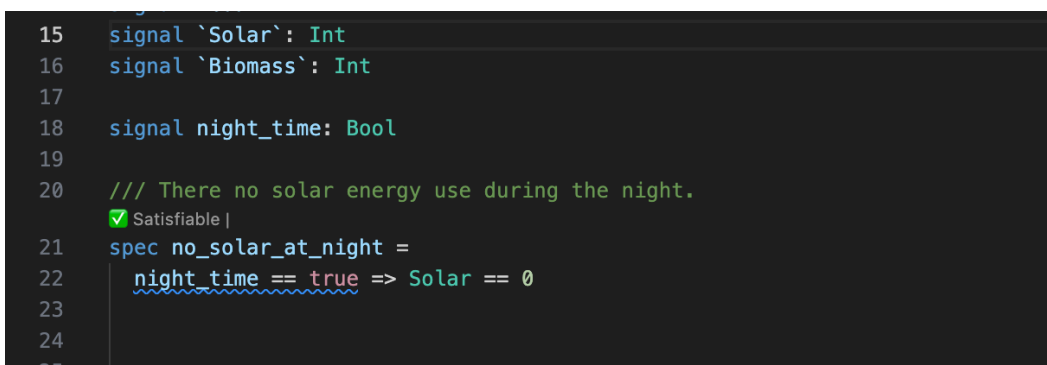 15 signal `Solar`: Int
16 signal `Biomass`: Int
17
18 signal night_time: Bool
19
20 /// There no solar energy use during the night.
✅ Satisfiable |
21 spec no_solar_at_night =
22 night_time == true => Solar == 0
23
24